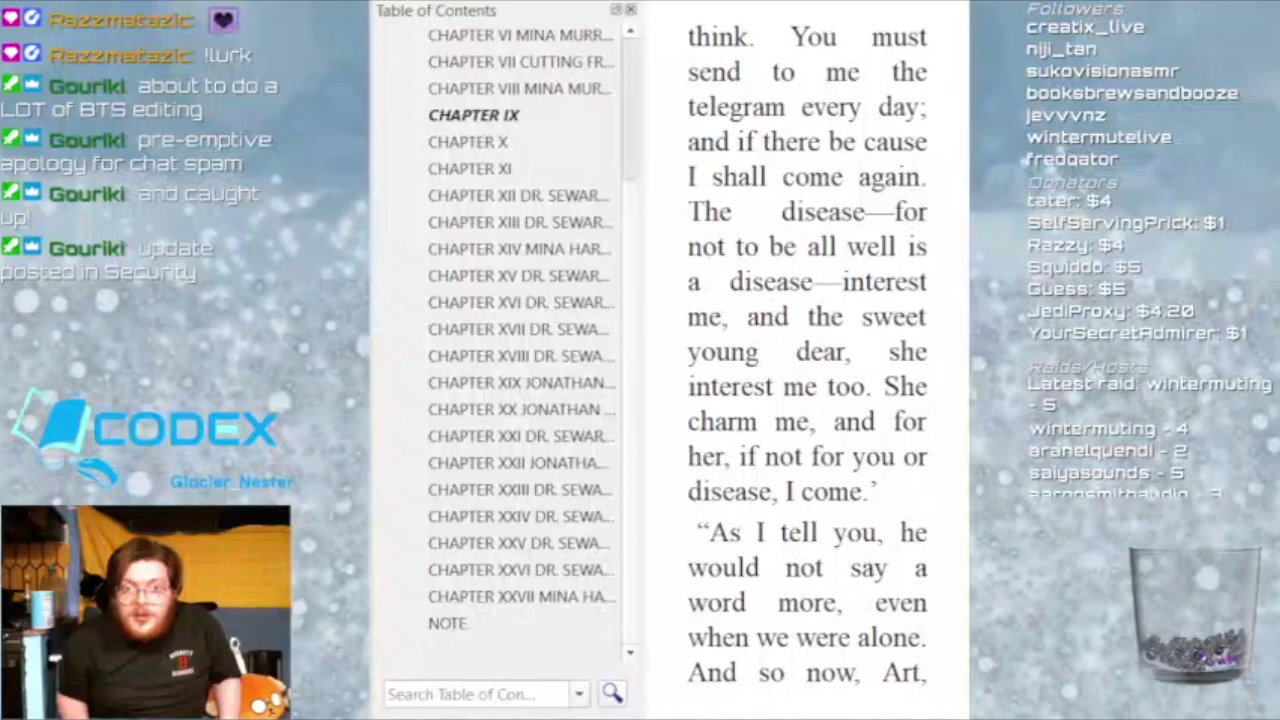 Razzmatazic:
Razzmatazic: !lurk
Gouriki: about to do a
LOT of BTS editing.
Gouriki: pre-emptive
apology for chat spam
Gouriki: and caught
up!
Gouriki: update
posted in Security
CODEX
Glacier_Nester
Table of Contents
CHAPTER VI MINA MURR...
CHAPTER VII CUTTING FR...
CHAPTER VIII MINA MUR...
CHAPTER IX
CHAPTER X
CHAPTER XI
CHAPTER XII DR. SEWAR...
CHAPTER XIII DR. SEWAR...
CHAPTER XIV MINA HAR...
CHAPTER XV DR. SEWAR...
CHAPTER XVI DR. SEWAR...
CHAPTER XVII DR. SEWA...
CHAPTER XVIII DR. SEWA...
CHAPTER XIX JONATHAN...
CHAPTER XX JONATHAN ...
CHAPTER XXI DR. SEWAR...
CHAPTER XXII JONATHA...
CHAPTER XXIII DR. SEWA...
CHAPTER XXIV DR. SEWA...
CHAPTER XXV DR. SEWA...
CHAPTER XXVI DR. SEWA...
CHAPTER XXVII MINA HA...
NOTE
Search Table of Con...
think. You must
send to me the
telegram every day;
and if there be cause
I shall come again.
The disease—for
not to be all well is
a disease—interest
me, and the sweet
young dear, she
interest me too. She
charm me, and for
her, if not for you or
disease, I come.’
“As I tell you, he
would not say a
word more, even
when we were alone.
And so now, Art,
Followers
creatix_live
niji_tan
sukovisionasmr
booksbrewsandbooze
jevvvnz
wintermutelive
fredgator
Donators
tater: $4
SelfServingPrick: $1
Razzy: $4
Squiddo: $5
Guess: $5
JediProxy: $4.20
YourSecretAdmirer: $1
Raids/Hosts
Latest raid: wintermuting
- 5
wintermuting - 4
aranelquendi - 2
saiyasounds - 5